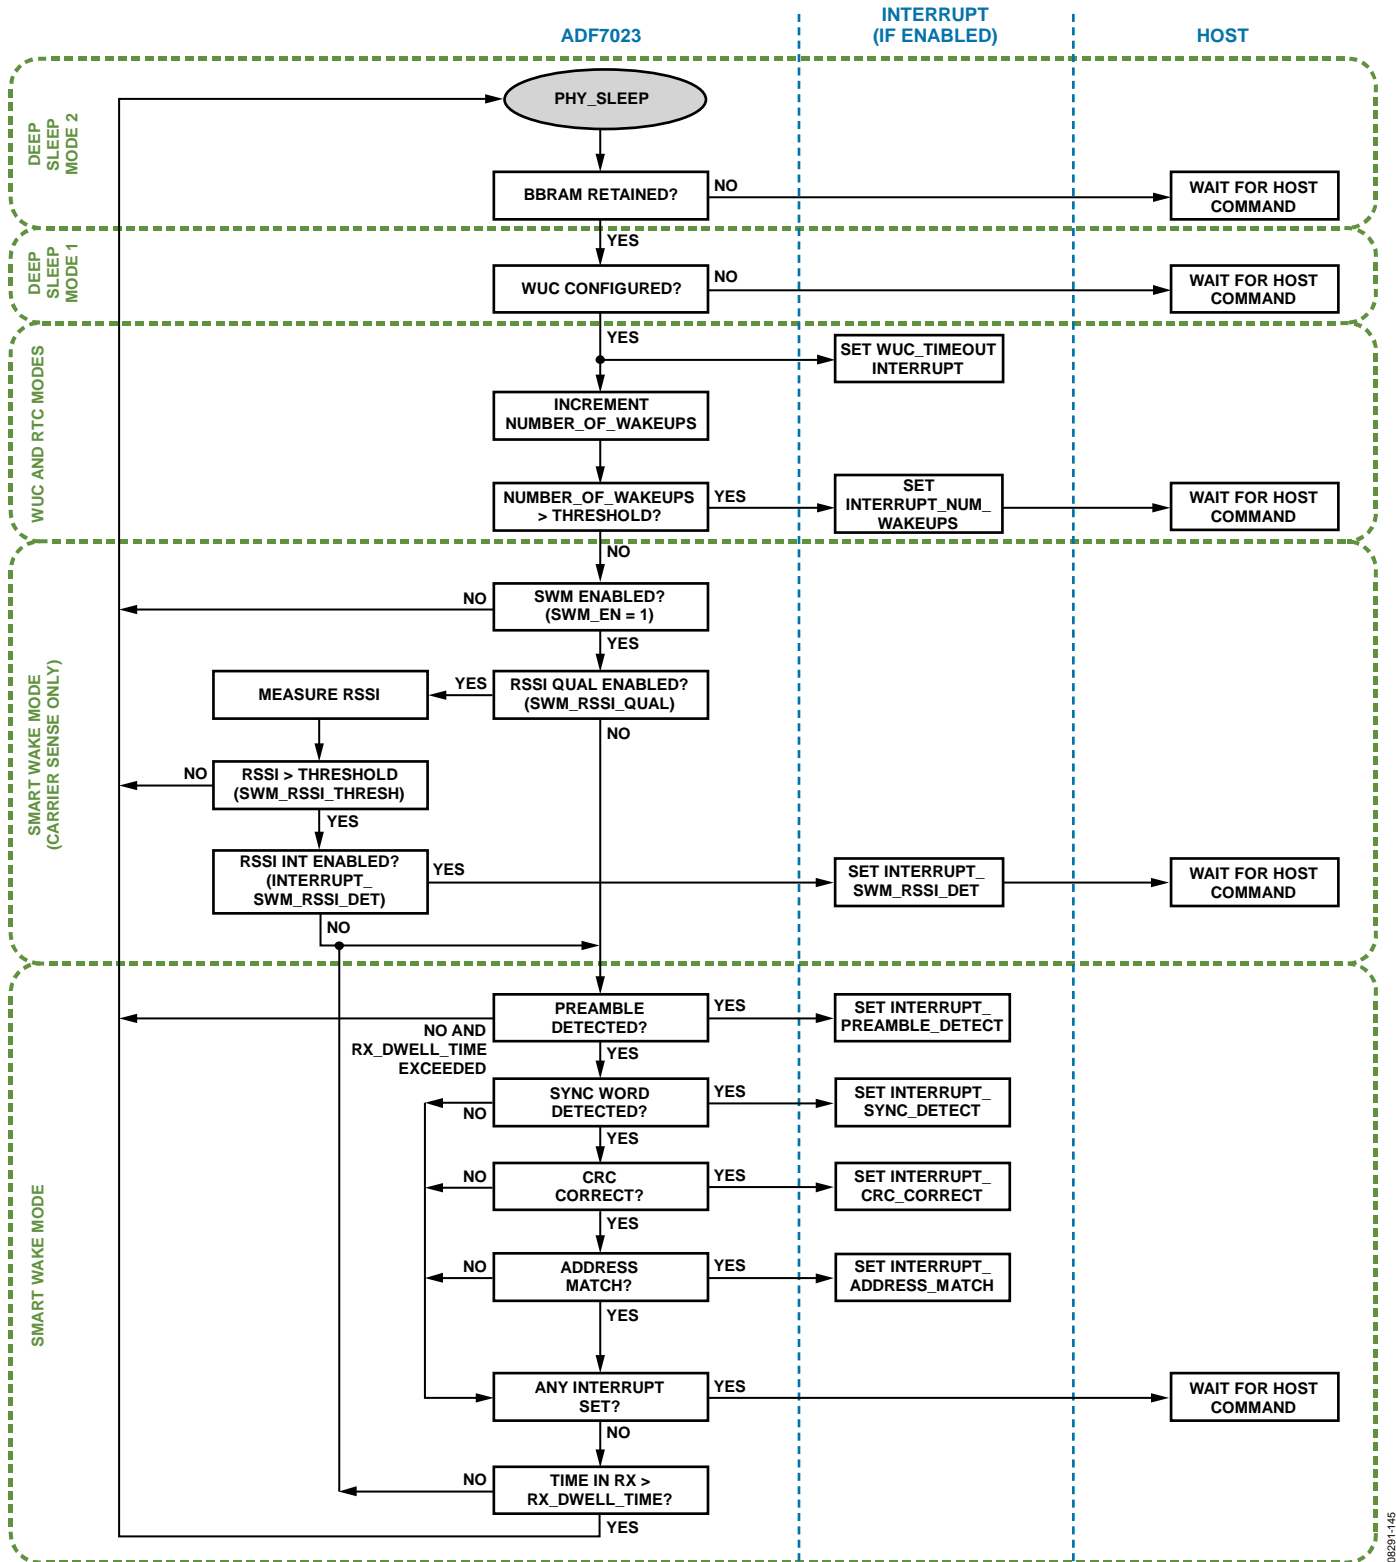 ADF7023
INTERRUPT
(IF ENABLED)
HOST
DEEP
SLEEP
MODE 2
PHY_SLEEP
BBRAM RETAINED?
NO
WAIT FOR HOST
COMMAND
YES
DEEP
SLEEP
MODE 1
WUC CONFIGURED?
NO
WAIT FOR HOST
COMMAND
YES
WUC AND RTC MODES
SET WUC_TIMEOUT
INTERRUPT
INCREMENT
NUMBER_OF_WAKEUPS
NUMBER_OF_WAKEUPS
> THRESHOLD?
YES
SET
INTERRUPT_NUM_
WAKEUPS
WAIT FOR HOST
COMMAND
NO
SMART WAKE MODE
(CARRIER SENSE ONLY)
NO
SWM ENABLED?
(SWM_EN = 1)
YES
MEASURE RSSI
YES
RSSI QUAL ENABLED?
(SWM_RSSI_QUAL)
NO
NO
RSSI > THRESHOLD
(SWM_RSSI_THRESH)
YES
RSSI INT ENABLED?
(INTERRUPT_
SWM_RSSI_DET)
YES
SET INTERRUPT_
SWM_RSSI_DET
WAIT FOR HOST
COMMAND
NO
SMART WAKE MODE
PREAMBLE
DETECTED?
YES
SET INTERRUPT_
PREAMBLE_DETECT
NO AND
RX_DWELL_TIME
EXCEEDED
YES
SYNC WORD
DETECTED?
NO
YES
SET INTERRUPT_
SYNC_DETECT
YES
NO
CRC
CORRECT?
YES
SET INTERRUPT_
CRC_CORRECT
YES
NO
ADDRESS
MATCH?
YES
SET INTERRUPT_
ADDRESS_MATCH
YES
ANY INTERRUPT
SET?
YES
WAIT FOR HOST
COMMAND
NO
NO
TIME IN RX >
RX_DWELL_TIME?
YES
08291-145